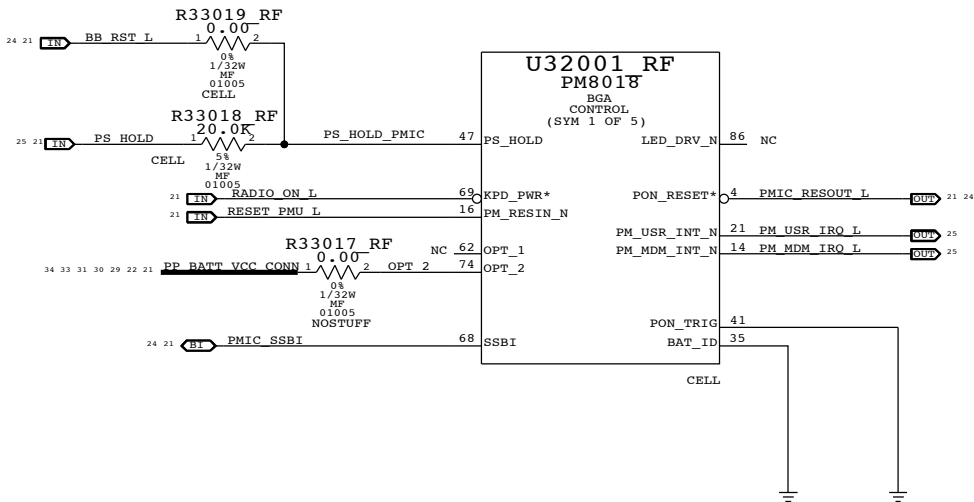 R33019_RF
0.00
24 21 IN BB_RST_L 1 2
0%
1/32W
MF
01005
CELL
R33018_RF
20.0K
25 21 IN PS_HOLD 1 2 PS_HOLD_PMIC 47
5%
1/32W
MF
01005
CELL
21 IN RADIO_ON_L 69
21 IN RESET_PMU_L 16
NC 62
R33017_RF
0.00
34 33 31 30 29 22 21 PP_BATT_VCC_CONN 1 2 OPT_2 74
0%
1/32W
MF
01005
NOSTUFF
24 21 BI PMIC_SSBI 68
U32001_RF
PM8018
BGA
CONTROL
(SYM 1 OF 5)
PS_HOLD
KPD_PWR*
PM_RESIN_N
OPT_1
OPT_2
SSBI
LED_DRV_N 86 NC
PON_RESET* 4 PMIC_RESOUT_L OUT 21 24
PM_USR_INT_N 21 PM_USR_IRQ_L OUT 25
PM_MDM_INT_N 14 PM_MDM_IRQ_L OUT 25
PON_TRIG 41
BAT_ID 35
CELL